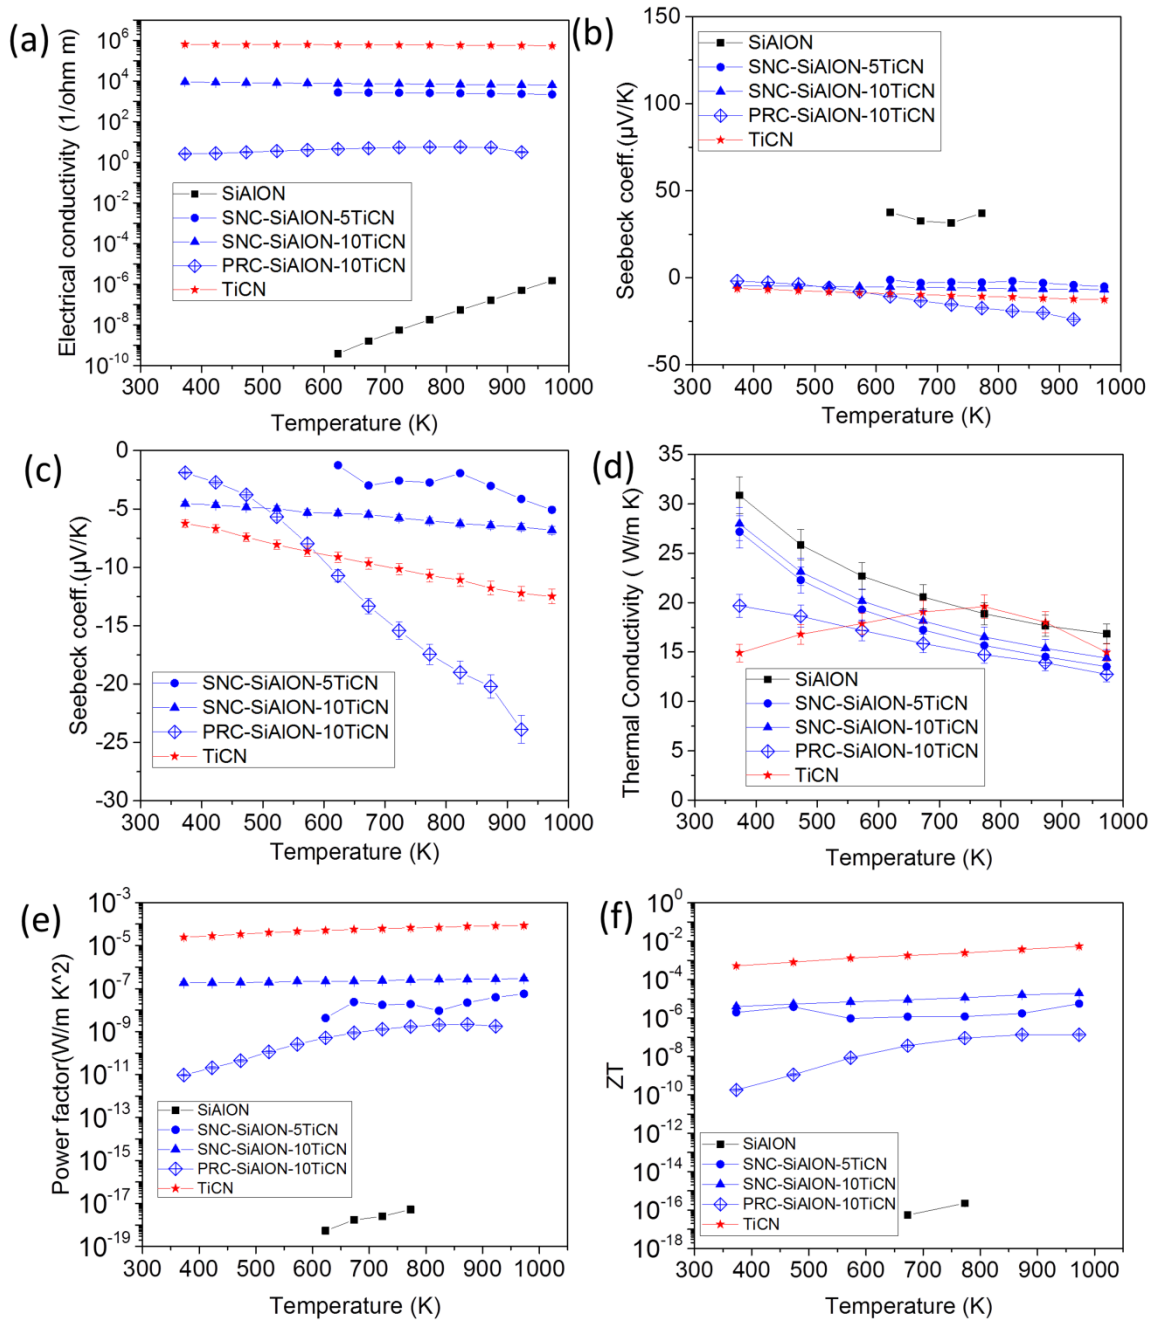 (a)
10^6
10^4
10^2
10^0
10^-2
10^-4
10^-6
10^-8
10^-10
Electrical conductivity (1/ohm m)
SiAlON
SNC-SiAlON-5TiCN
SNC-SiAlON-10TiCN
PRC-SiAlON-10TiCN
TiCN
300 400 500 600 700 800 900 1000
Temperature (K)
(b)
150
100
50
0
-50
Seebeck coeff.(µV/K)
SiAlON
SNC-SiAlON-5TiCN
SNC-SiAlON-10TiCN
PRC-SiAlON-10TiCN
TiCN
300 400 500 600 700 800 900 1000
Temperature (K)
(c)
0
-5
-10
-15
-20
-25
-30
Seebeck coeff.(µV/K)
SNC-SiAlON-5TiCN
SNC-SiAlON-10TiCN
PRC-SiAlON-10TiCN
TiCN
300 400 500 600 700 800 900 1000
Temperature (K)
(d)
35
30
25
20
15
10
5
0
Thermal Conductivity ( W/m K)
SiAlON
SNC-SiAlON-5TiCN
SNC-SiAlON-10TiCN
PRC-SiAlON-10TiCN
TiCN
300 400 500 600 700 800 900 1000
Temperature (K)
(e)
10^-3
10^-5
10^-7
10^-9
10^-11
10^-13
10^-15
10^-17
10^-19
Power factor(W/m K^2)
SiAlON
SNC-SiAlON-5TiCN
SNC-SiAlON-10TiCN
PRC-SiAlON-10TiCN
TiCN
300 400 500 600 700 800 900 1000
Temperature (K)
(f)
10^0
10^-2
10^-4
10^-6
10^-8
10^-10
10^-12
10^-14
10^-16
10^-18
ZT
SiAlON
SNC-SiAlON-5TiCN
SNC-SiAlON-10TiCN
PRC-SiAlON-10TiCN
TiCN
300 400 500 600 700 800 900 1000
Temperature (K)